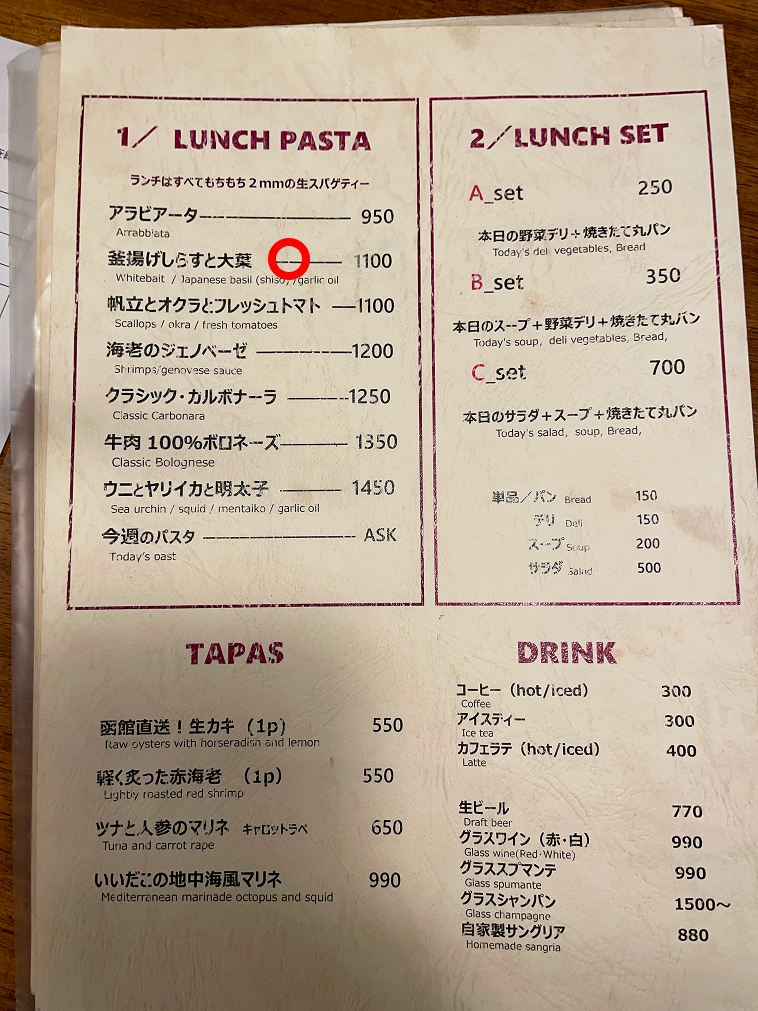 1/ LUNCH PASTA
ランチはすべてもちもち2mmの生スパゲティー
アラビアータ 950
Arrabbiata
釜揚げしらすと大葉 1100
Whitebait / Japanese basil (shiso) /garlic oil
帆立とオクラとフレッシュトマト 1100
Scallops / okra / fresh tomatoes
海老のジェノベーゼ 1200
Shrimps/genovese sauce
クラシック・カルボナーラ 1250
Classic Carbonara
牛肉 100%ボロネーズ 1350
Classic Bolognese
ウニとヤリイカと明太子 1450
Sea urchin / squid / mentaiko / garlic oil
今週のパスタ ASK
Today's past
2/LUNCH SET
A_set 250
本日の野菜デリ+焼きたて丸パン
Today's deli vegetables, Bread
B_set 350
本日のスープ+野菜デリ+焼きたて丸パン
Today's soup, deli vegetables, Bread,
C_set 700
本日のサラダ+スープ+焼きたて丸パン
Today's salad, soup, Bread,
単品/パン Bread 150
デリ Deli 150
スープ Soup 200
サラダ Salad 500
TAPAS
函館直送!生カキ (1p) 550
Raw oysters with horseradish and lemon
軽く炙った赤海老 (1p) 550
Lightly roasted red shrimp
ツナと人参のマリネ キャロットラペ 650
Tuna and carrot rape
いいだこの地中海風マリネ 990
Mediterranean marinade octopus and squid
DRINK
コーヒー (hot/iced) 300
Coffee
アイスティー 300
Ice tea
カフェラテ (hot/iced) 400
Latte
生ビール 770
Draft beer
グラスワイン (赤・白) 990
Glass wine(Red・White)
グラススプマンテ 990
Glass spumante
グラスシャンパン 1500~
Glass champagne
自家製サングリア 880
Homemade sangria